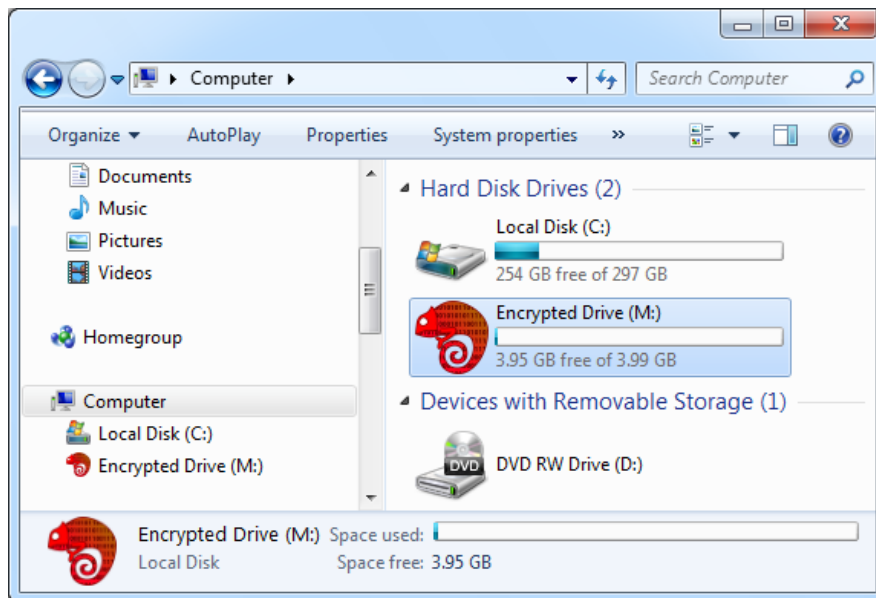 Computer
Search Computer
Organize AutoPlay Properties System properties »
Documents
Music
Pictures
Videos
Homegroup
Computer
Local Disk (C:)
Encrypted Drive (M:)
Hard Disk Drives (2)
Local Disk (C:)
254 GB free of 297 GB
Encrypted Drive (M:)
3.95 GB free of 3.99 GB
Devices with Removable Storage (1)
DVD
DVD RW Drive (D:)
Encrypted Drive (M:) Space used:
Local Disk Space free: 3.95 GB